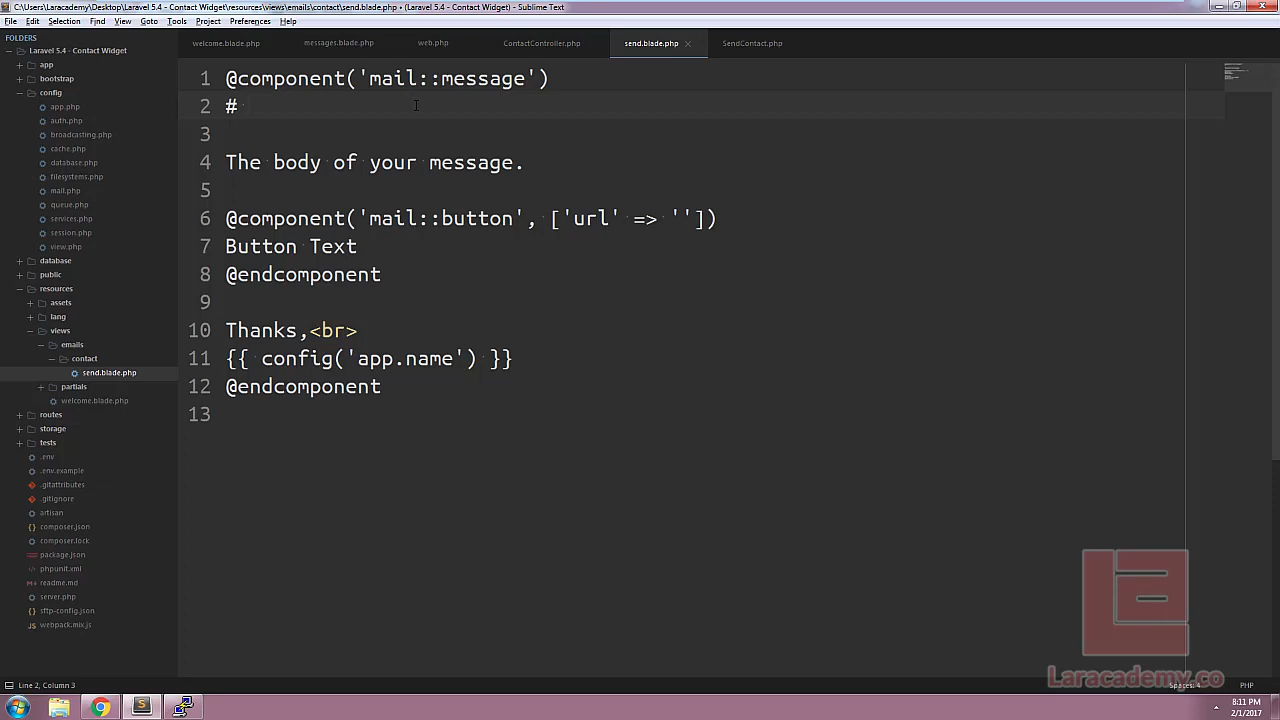 C:\Users\Laracademy\Desktop\Laravel 5.4 - Contact Widget\resources\views\emails\contact\send.blade.php • (Laravel 5.4 - Contact Widget) - Sublime Text
File Edit Selection Find View Goto Tools Project Preferences Help
FOLDERS
Laravel 5.4 - Contact Widget
app
bootstrap
config
app.php
auth.php
broadcasting.php
cache.php
database.php
filesystems.php
mail.php
queue.php
services.php
session.php
view.php
database
public
resources
assets
lang
views
emails
contact
send.blade.php
partials
welcome.blade.php
routes
storage
tests
.env
.env.example
.gitattributes
.gitignore
artisan
composer.json
composer.lock
package.json
phpunit.xml
readme.md
server.php
sftp-config.json
webpack.mix.js
welcome.blade.php messages.blade.php web.php ContactController.php send.blade.php × SendContact.php
1 @component('mail::message')
2 #
3
4 The body of your message.
5
6 @component('mail::button', ['url' => ''])
7 Button Text
8 @endcomponent
9
10 Thanks,<br>
11 {{ config('app.name') }}
12 @endcomponent
13
Laracademy.co
Line 2, Column 3
Spaces: 4
PHP
8:11 PM
2/1/2017